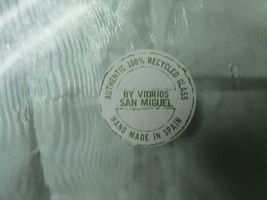 AUTHENTIC 100% RECYCLED GLASS
BY VIDRIOS
SAN MIGUEL
HAND MADE IN SPAIN